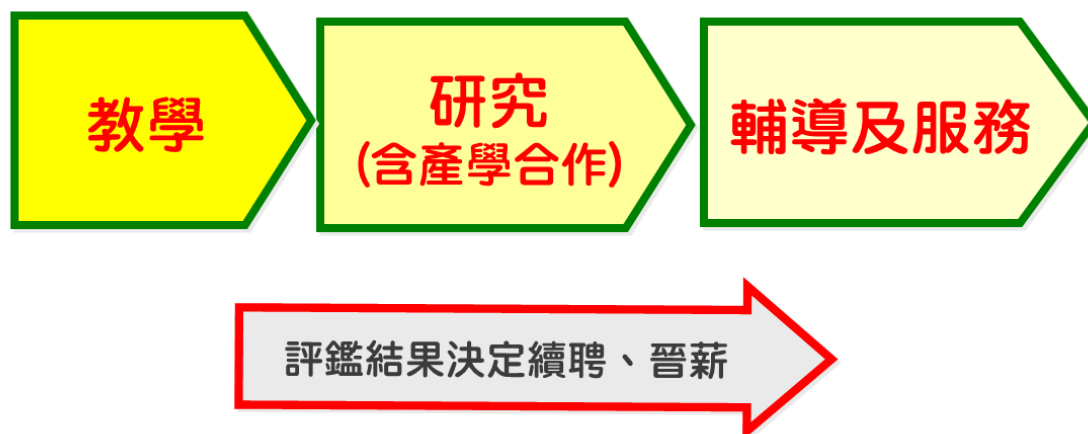 教學
研究
(含產學合作)
輔導及服務
評鑑結果決定續聘、晉薪